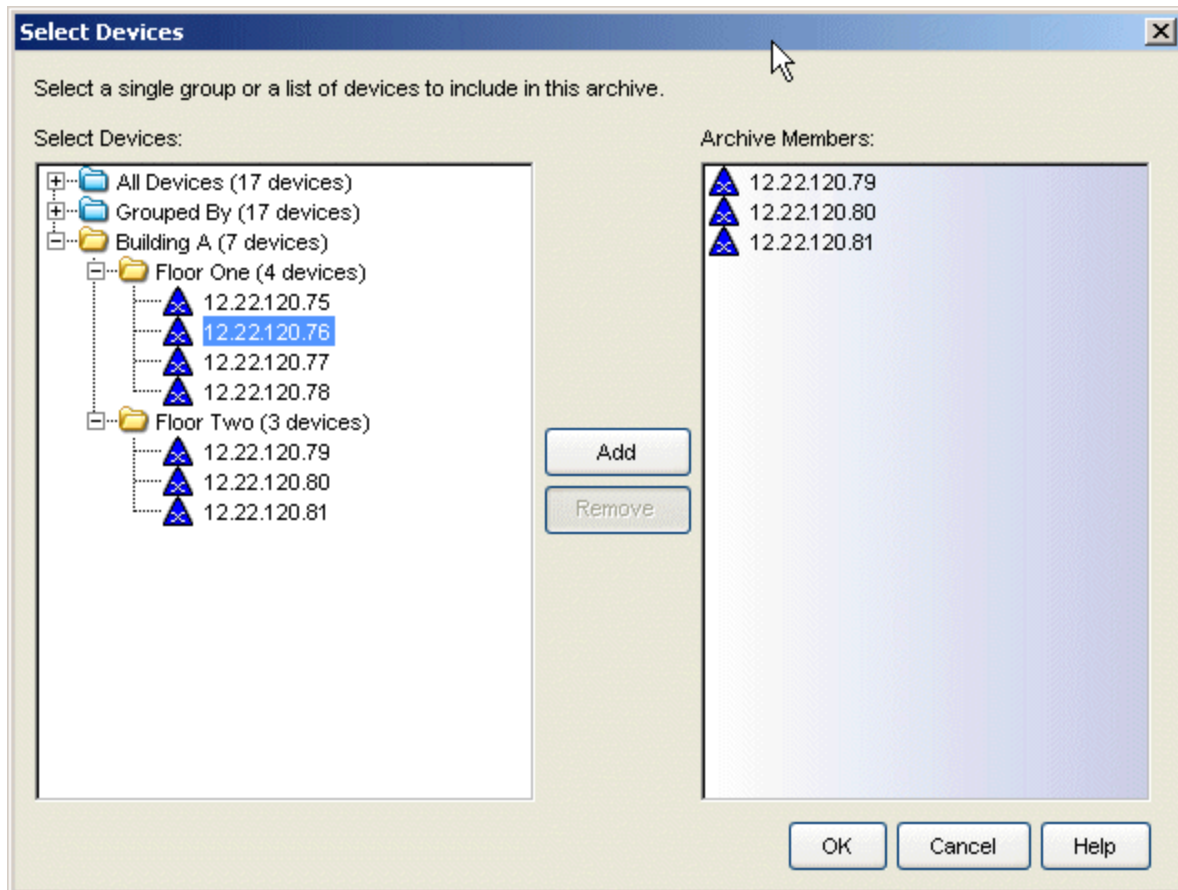 Select Devices
Select a single group or a list of devices to include in this archive.
Select Devices:
All Devices (17 devices)
Grouped By (17 devices)
Building A (7 devices)
Floor One (4 devices)
12.22.120.75
12.22.120.76
12.22.120.77
12.22.120.78
Floor Two (3 devices)
12.22.120.79
12.22.120.80
12.22.120.81
Add
Remove
Archive Members:
12.22.120.79
12.22.120.80
12.22.120.81
OK
Cancel
Help